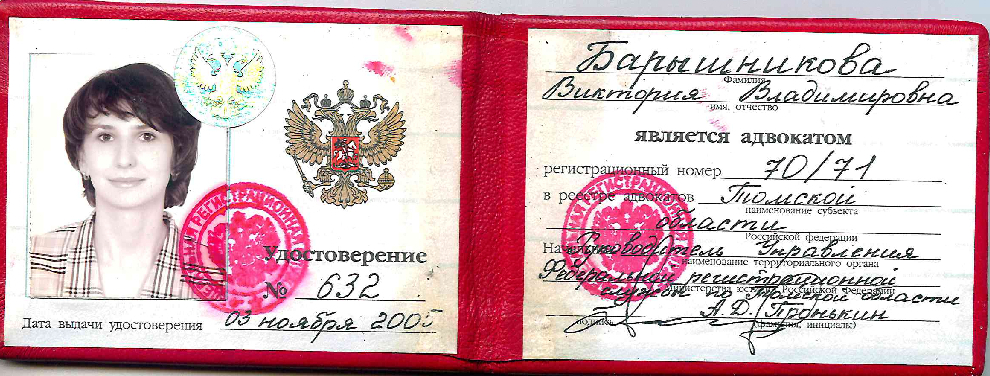 Удостоверение
№ 632
Дата выдачи удостоверения 03 ноября 2005
Барышникова
Фамилия
Виктория Владимировна
имя, отчество
является адвокатом
регистрационный номер 70/71
в реестре адвокатов Томской
наименование субъекта
области
Российской федерации
Руководитель Управления
наименование территориального органа
Федеральной регистрационной
министерства юстиции Российской Федерации
службы по Томской области
А.Д. Пронькин
подпись (фамилия, инициалы)